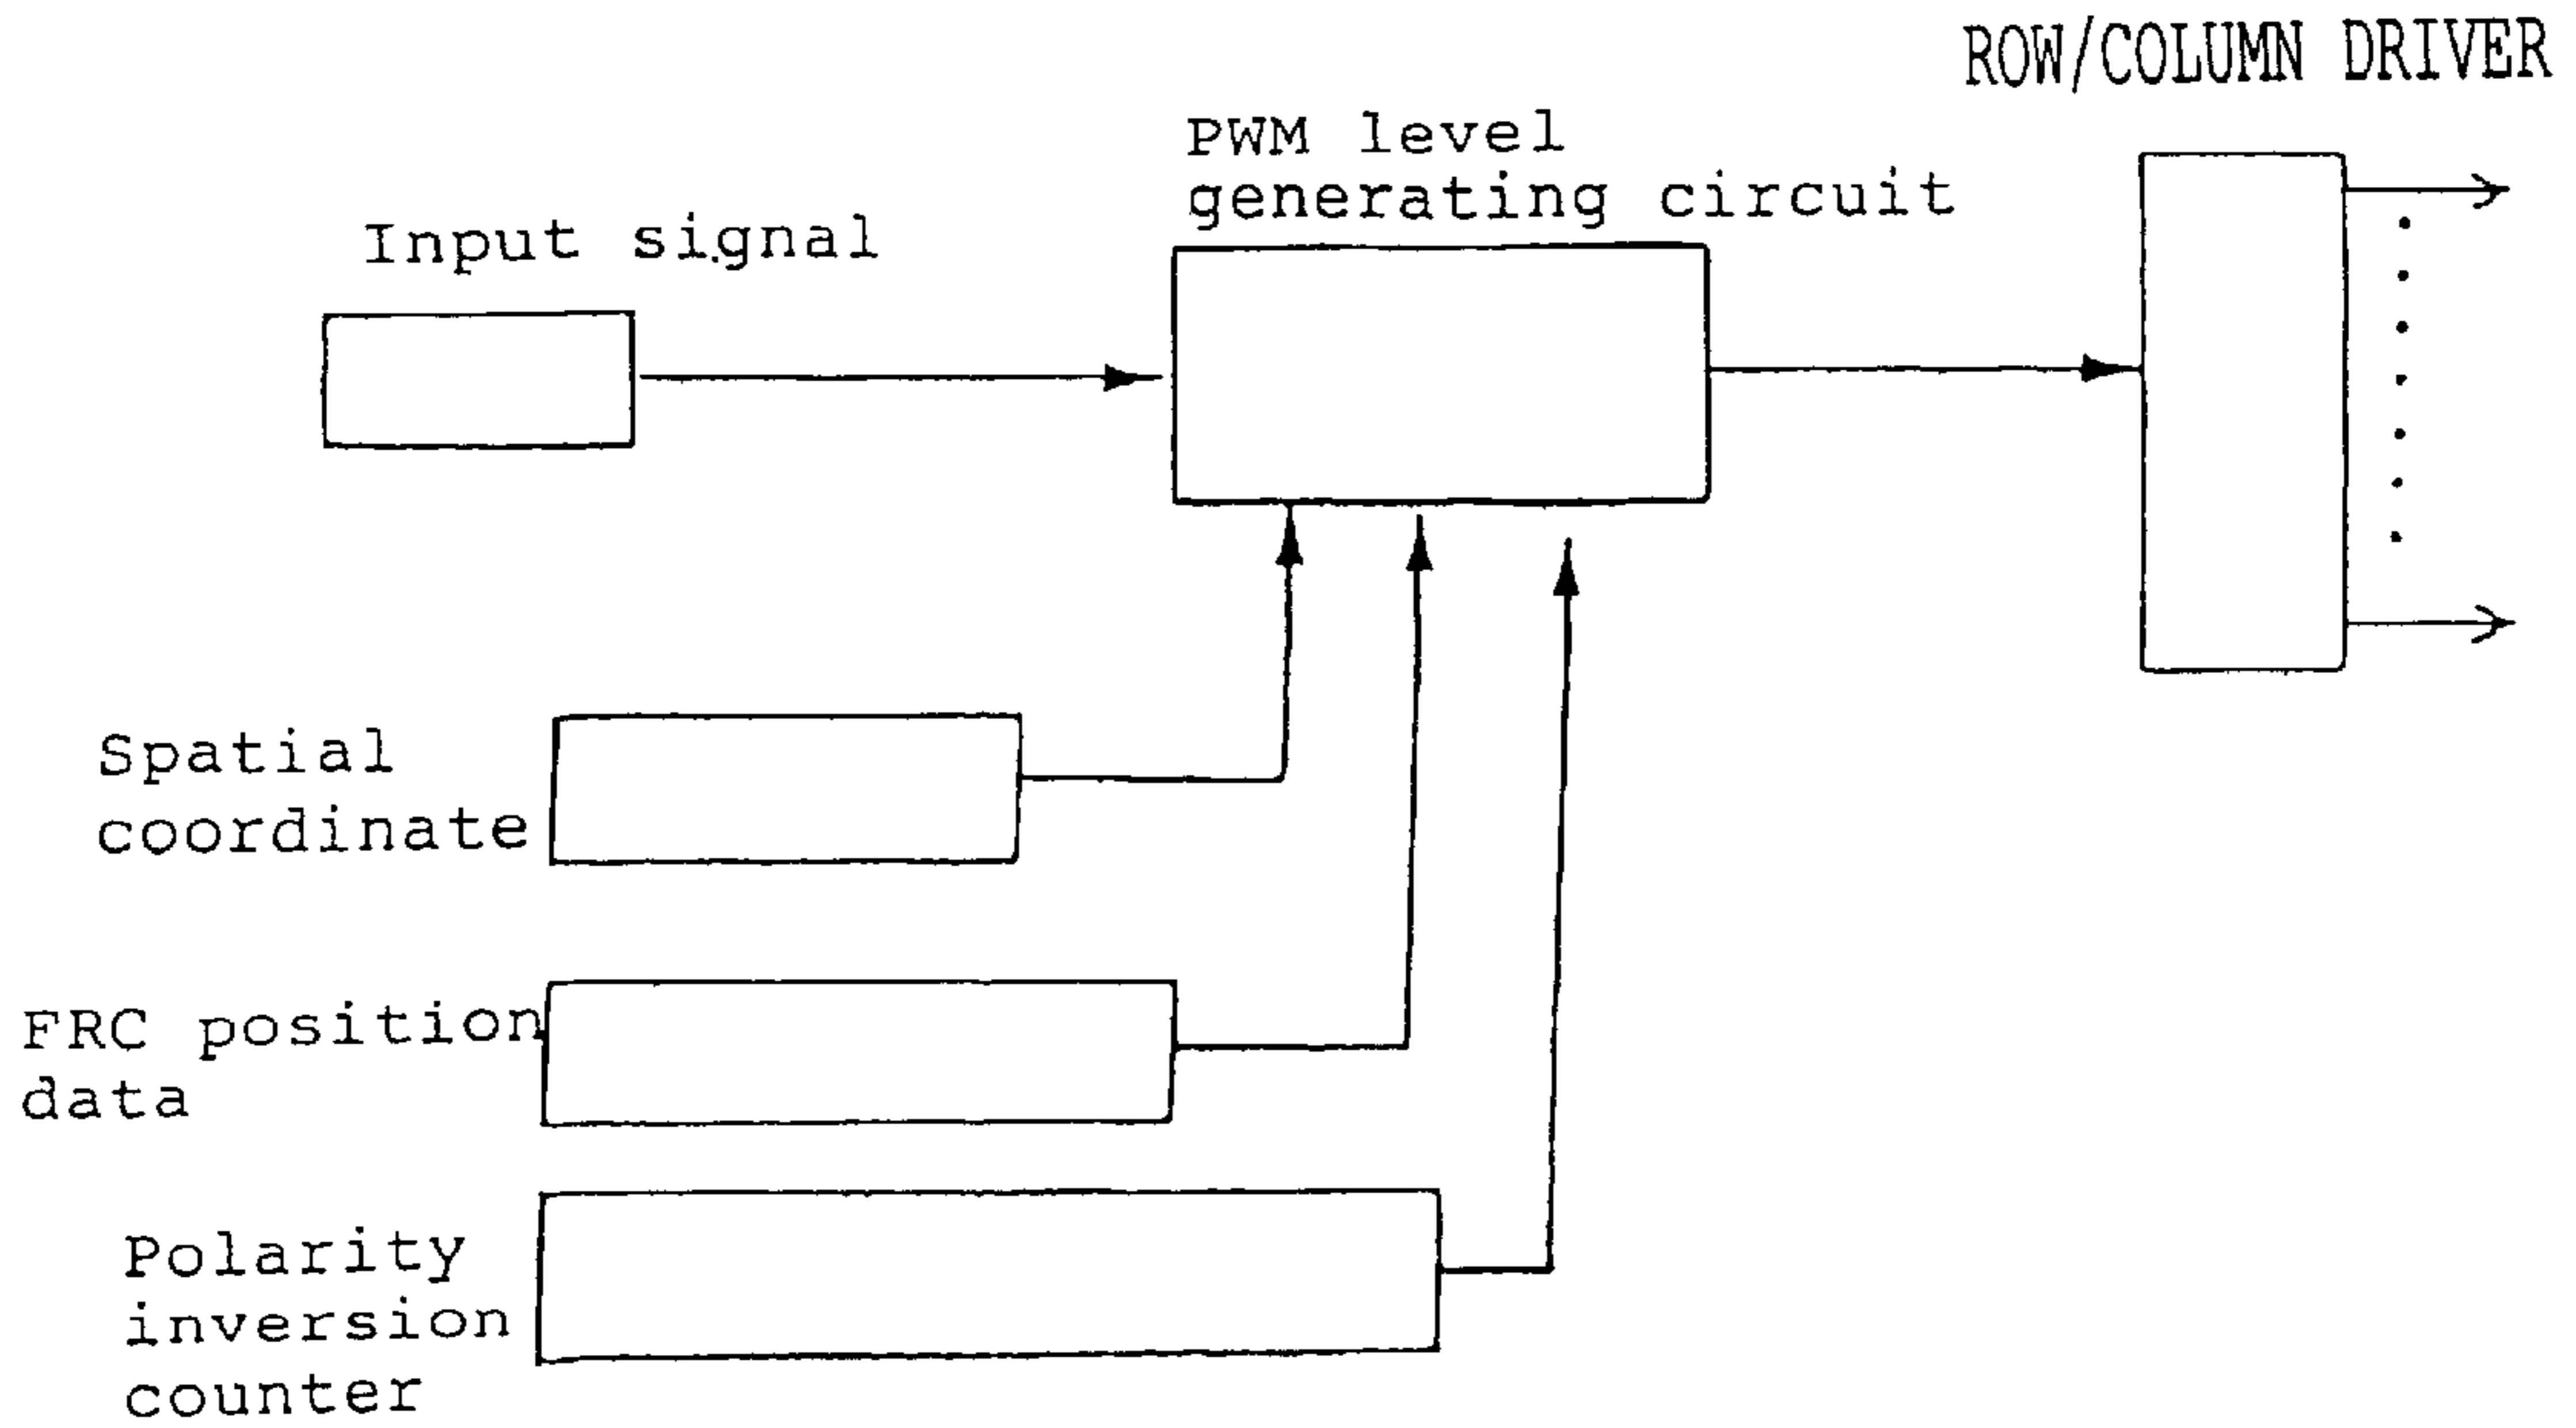 ROW/COLUMN DRIVER
PWM level
generating circuit
Input signal
Spatial
coordinate
FRC position
data
Polarity
inversion
counter